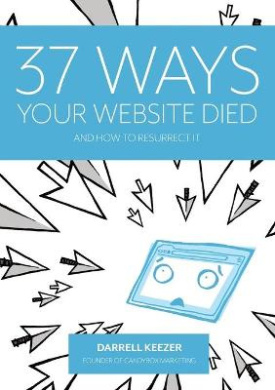 37 WAYS
YOUR WEBSITE DIED
AND HOW TO RESURRECT IT
DARRELL KEEZER
FOUNDER OF CANDYBOX MARKETING